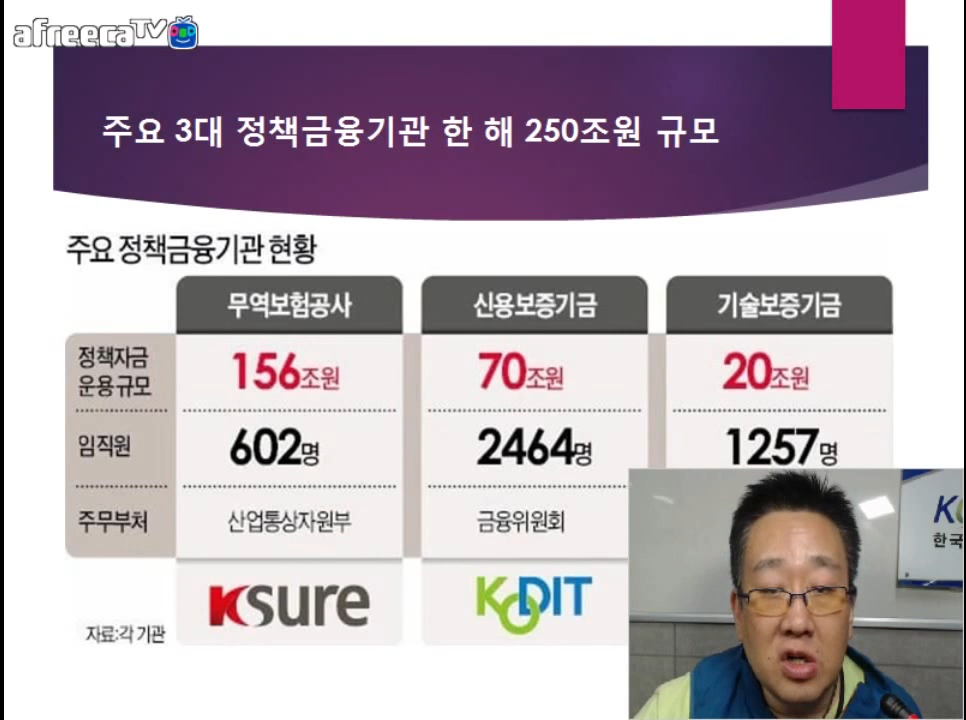 afreecaTV
주요 3대 정책금융기관 한 해 250조원 규모
주요 정책금융기관 현황
무역보험공사 신용보증기금 기술보증기금
정책자금 운용규모 156조원 70조원 20조원
임직원 602명 2464명 1257명
주무부처 산업통상자원부 금융위원회
Ksure KODIT
자료:각 기관
한국